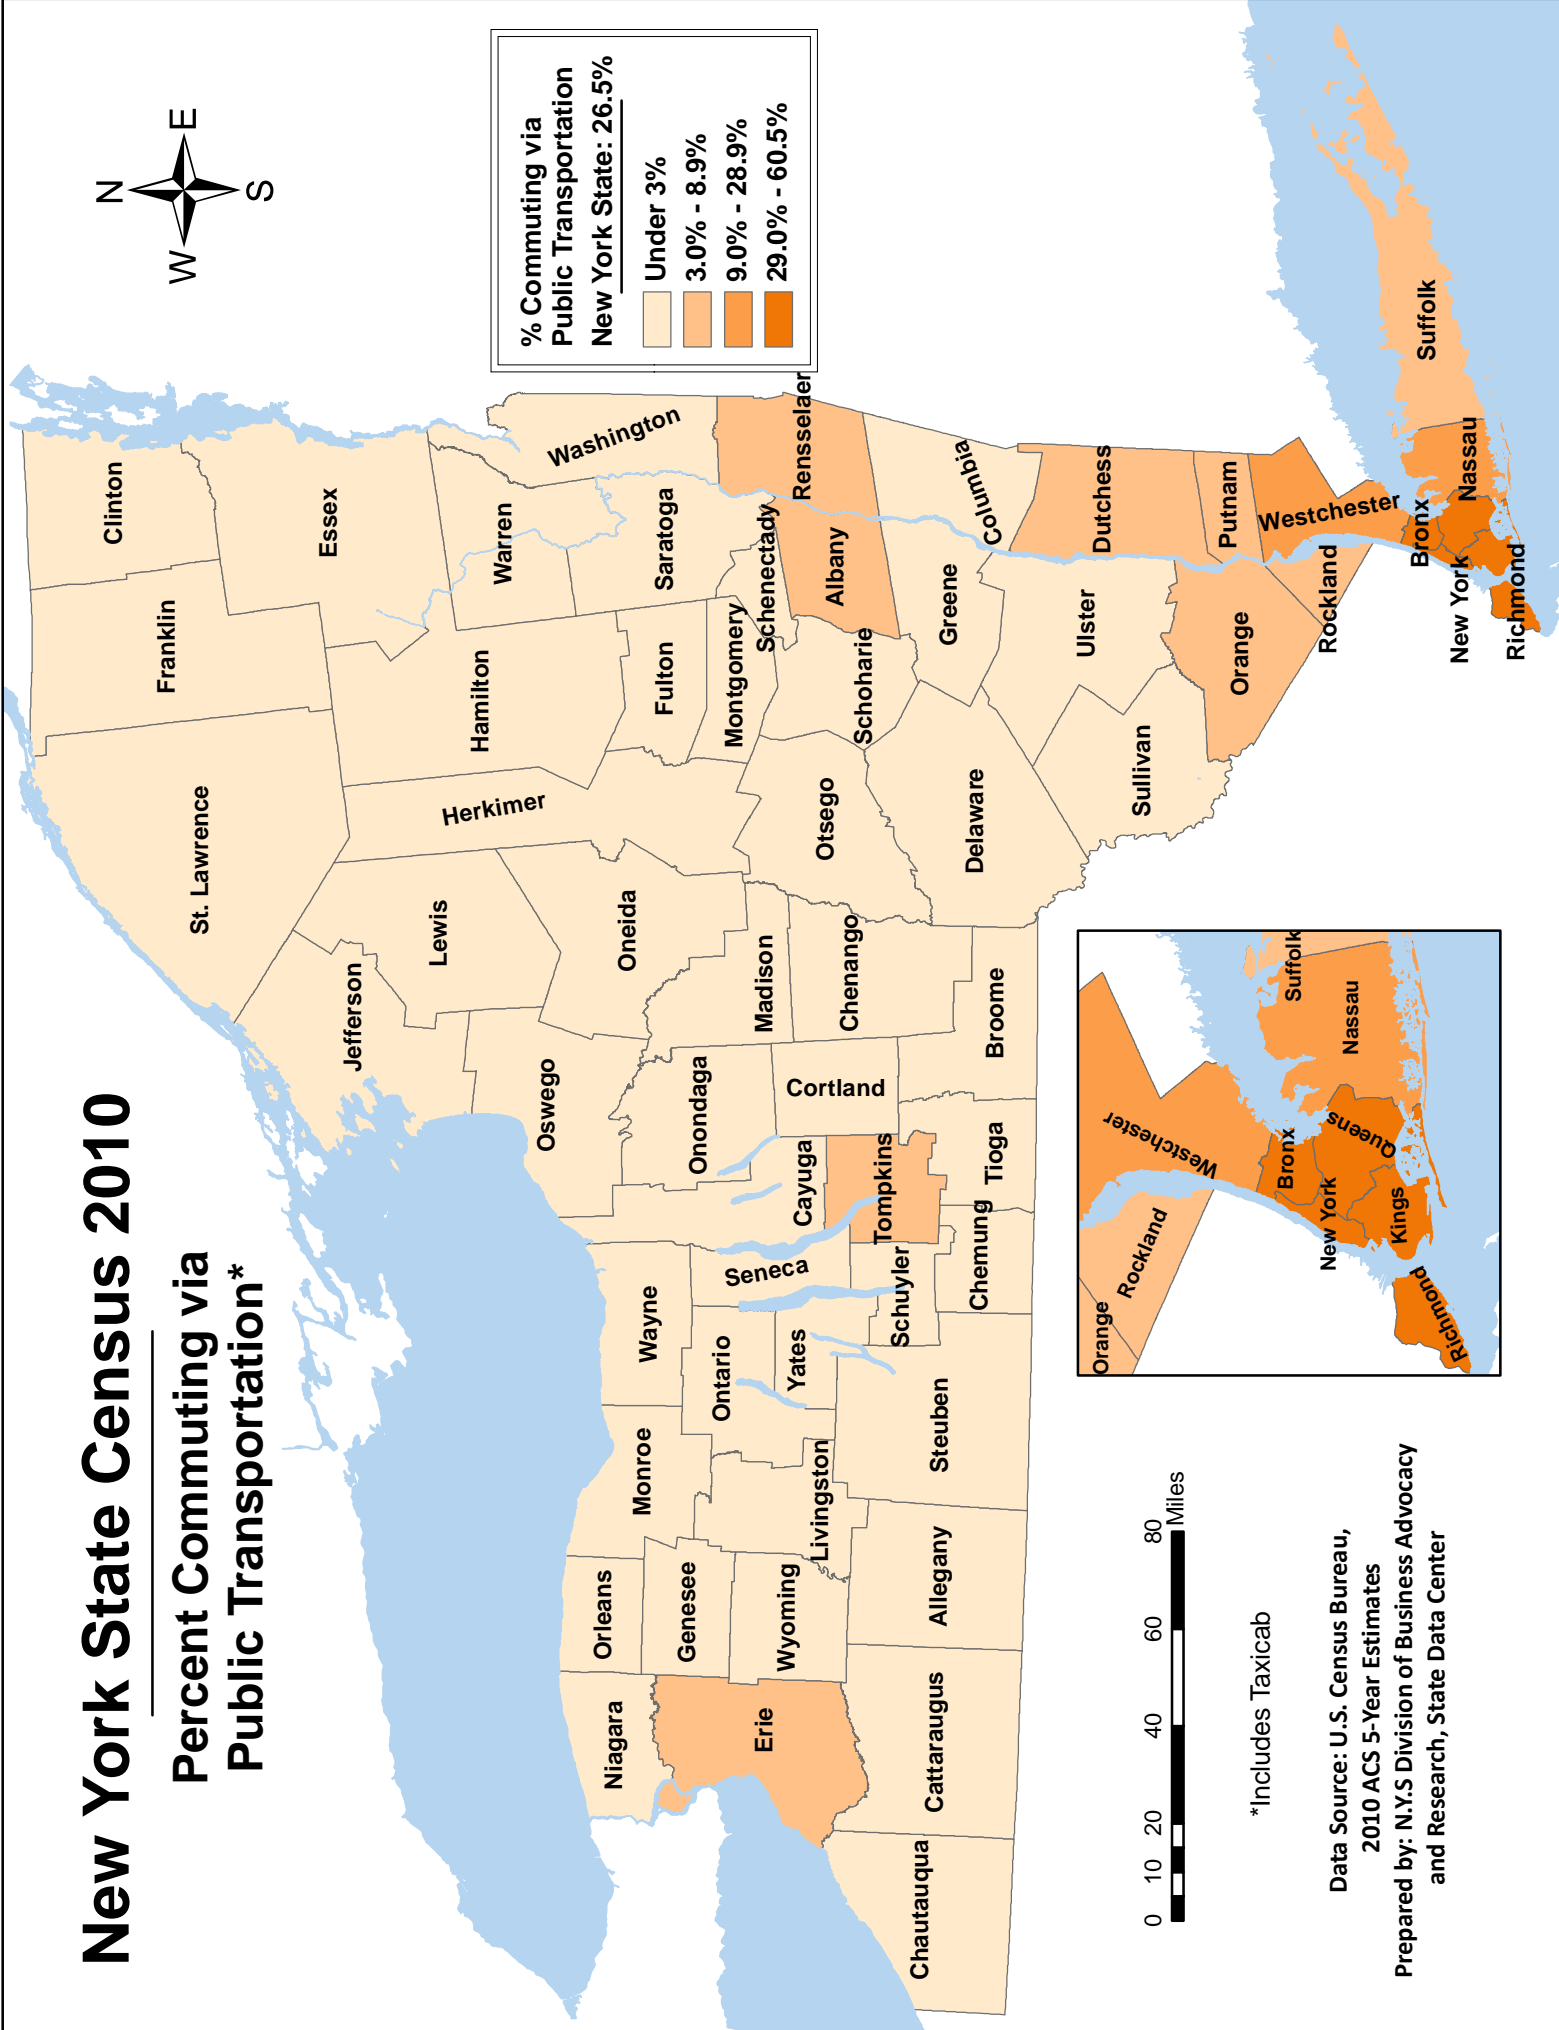 New York State Census 2010
Percent Commuting via
Public Transportation*
N
W
E
S
% Commuting via
Public Transportation
New York State: 26.5%
Under 3%
3.0% - 8.9%
9.0% - 28.9%
29.0% - 60.5%
Clinton
Franklin
St. Lawrence
Essex
Jefferson
Lewis
Herkimer
Hamilton
Warren
Washington
Oswego
Oneida
Fulton
Saratoga
Niagara
Orleans
Monroe
Wayne
Genesee
Onondaga
Madison
Montgomery
Schenectady
Rensselaer
Erie
Wyoming
Livingston
Ontario
Yates
Seneca
Cayuga
Cortland
Chenango
Otsego
Schoharie
Albany
Chautauqua
Cattaraugus
Allegany
Steuben
Schuyler
Tompkins
Chemung
Tioga
Broome
Delaware
Greene
Columbia
Sullivan
Ulster
Dutchess
Orange
Putnam
Rockland
Westchester
Bronx
New York
Richmond
Nassau
Suffolk
Orange
Rockland
Westchester
Suffolk
Bronx
Nassau
New York
Queens
Kings
Richmond
0 10 20 40 60 80
Miles
*Includes Taxicab
Data Source: U.S. Census Bureau,
2010 ACS 5-Year Estimates
Prepared by: N.Y.S Division of Business Advocacy
and Research, State Data Center